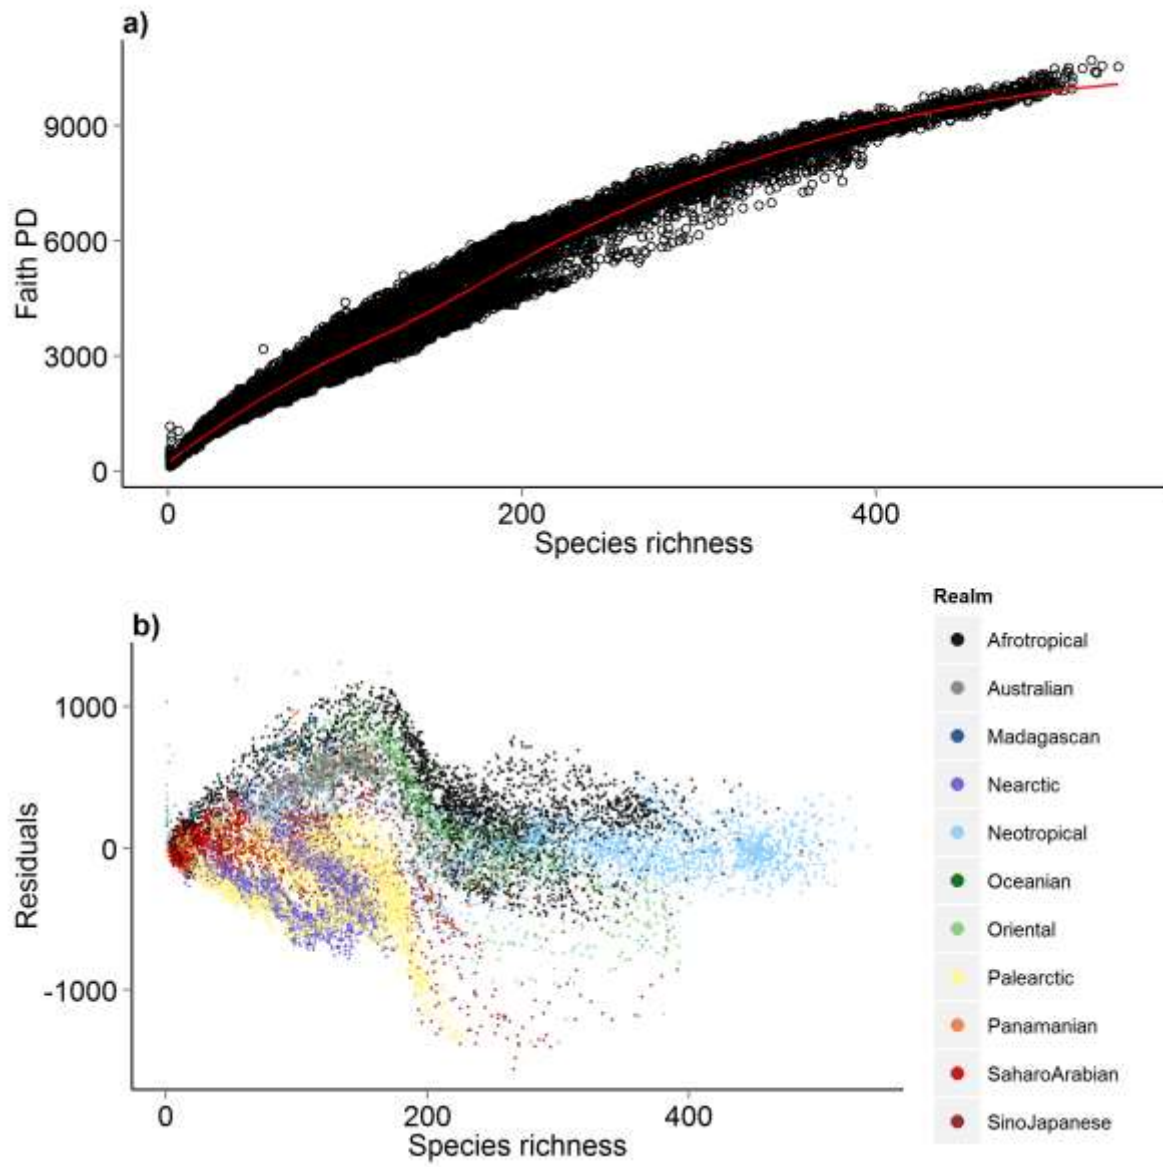 a)
9000
6000
3000
0
Faith PD
0 200 400
Species richness
b)
1000
0
-1000
Residuals
0 200 400
Species richness
Realm
Afrotropical
Australian
Madagascan
Nearctic
Neotropical
Oceanian
Oriental
Palearctic
Panamanian
SaharoArabian
SinoJapanese